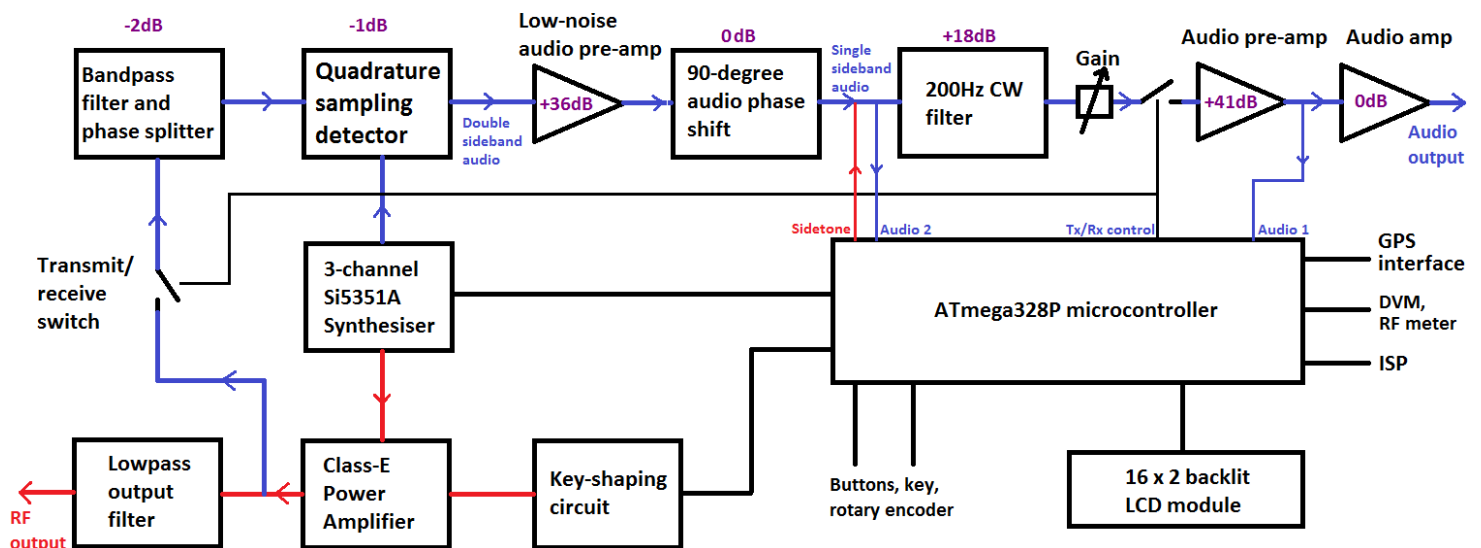 -2dB
Bandpass
filter and
phase splitter
-1dB
Quadrature
sampling
detector
Double
sideband
audio
Low-noise
audio pre-amp
+36dB
0dB
90-degree
audio phase
shift
Single
sideband
audio
+18dB
200Hz CW
filter
Gain
Audio pre-amp
+41dB
Audio amp
0dB
Audio
output
Sidetone
Audio 2
Tx/Rx control
Audio 1
Transmit/
receive
switch
3-channel
Si5351A
Synthesiser
ATmega328P microcontroller
GPS
interface
DVM,
RF meter
ISP
RF
output
Lowpass
output
filter
Class-E
Power
Amplifier
Key-shaping
circuit
Buttons, key,
rotary encoder
16 x 2 backlit
LCD module